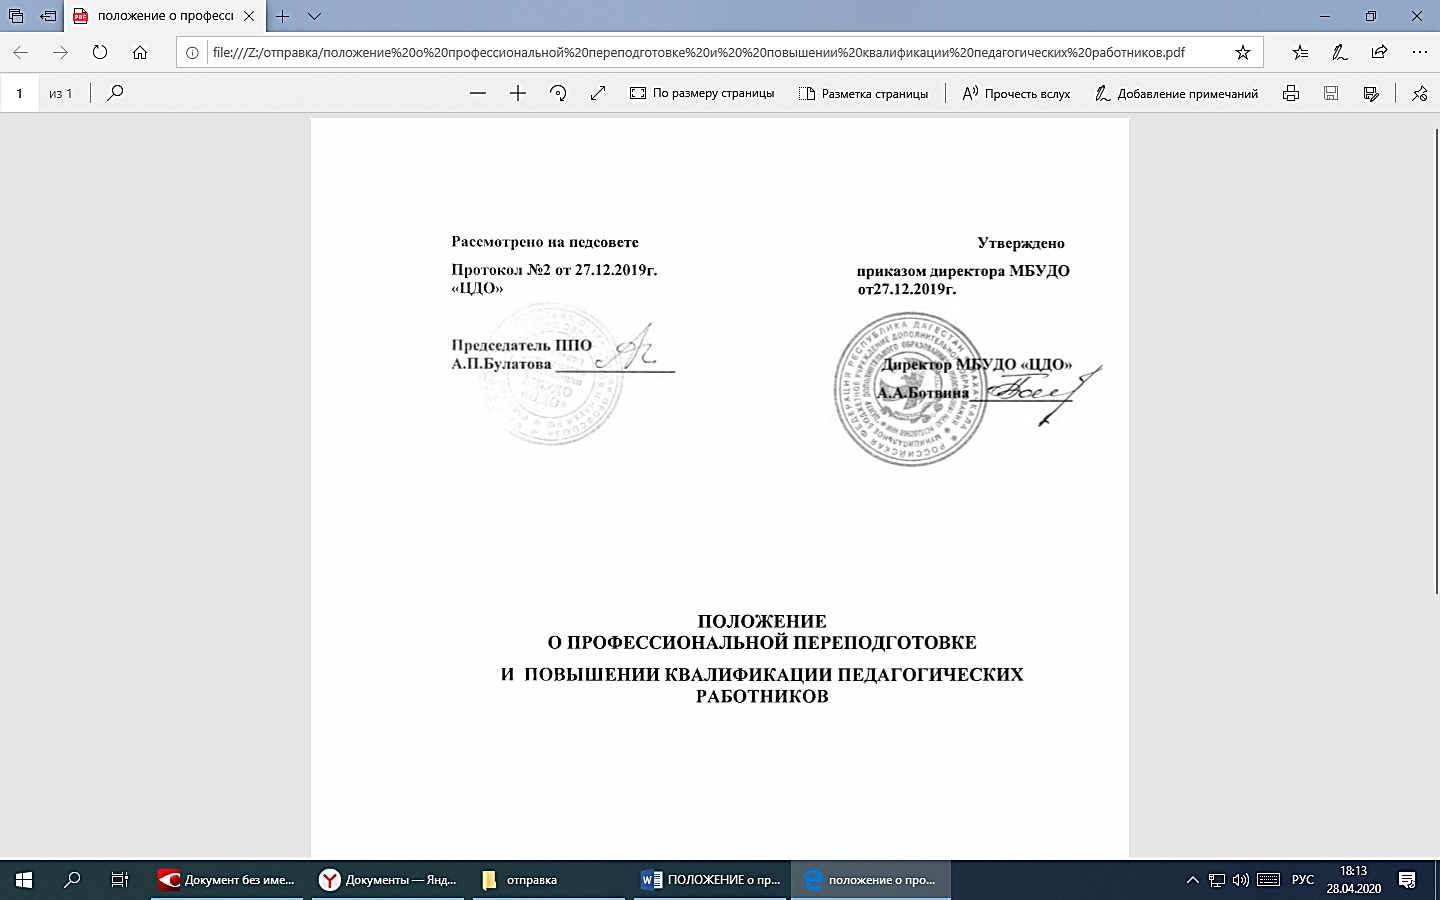 положение о професси
file:///Z:/отправка/положение%20о%20профессиональной%20переподготовке%20и%20%20повышении%20квалификации%20педагогических%20работников.pdf
1 из 1
По размеру страницы
Разметка страницы
Прочесть вслух
Добавление примечаний
Рассмотрено на педсовете
Утверждено
Протокол №2 от 27.12.2019г.
приказом директора МБУДО
«ЦДО»
от27.12.2019г.
Председатель ППО
А.П.Булатова
Директор МБУДО «ЦДО»
А.А.Ботвина
ПОЛОЖЕНИЕ
О ПРОФЕССИОНАЛЬНОЙ ПЕРЕПОДГОТОВКЕ
И ПОВЫШЕНИИ КВАЛИФИКАЦИИ ПЕДАГОГИЧЕСКИХ
РАБОТНИКОВ
Документ без име...
Документы — Янд...
отправка
ПОЛОЖЕНИЕ о пр...
положение о про...
РУС
18:13
28.04.2020